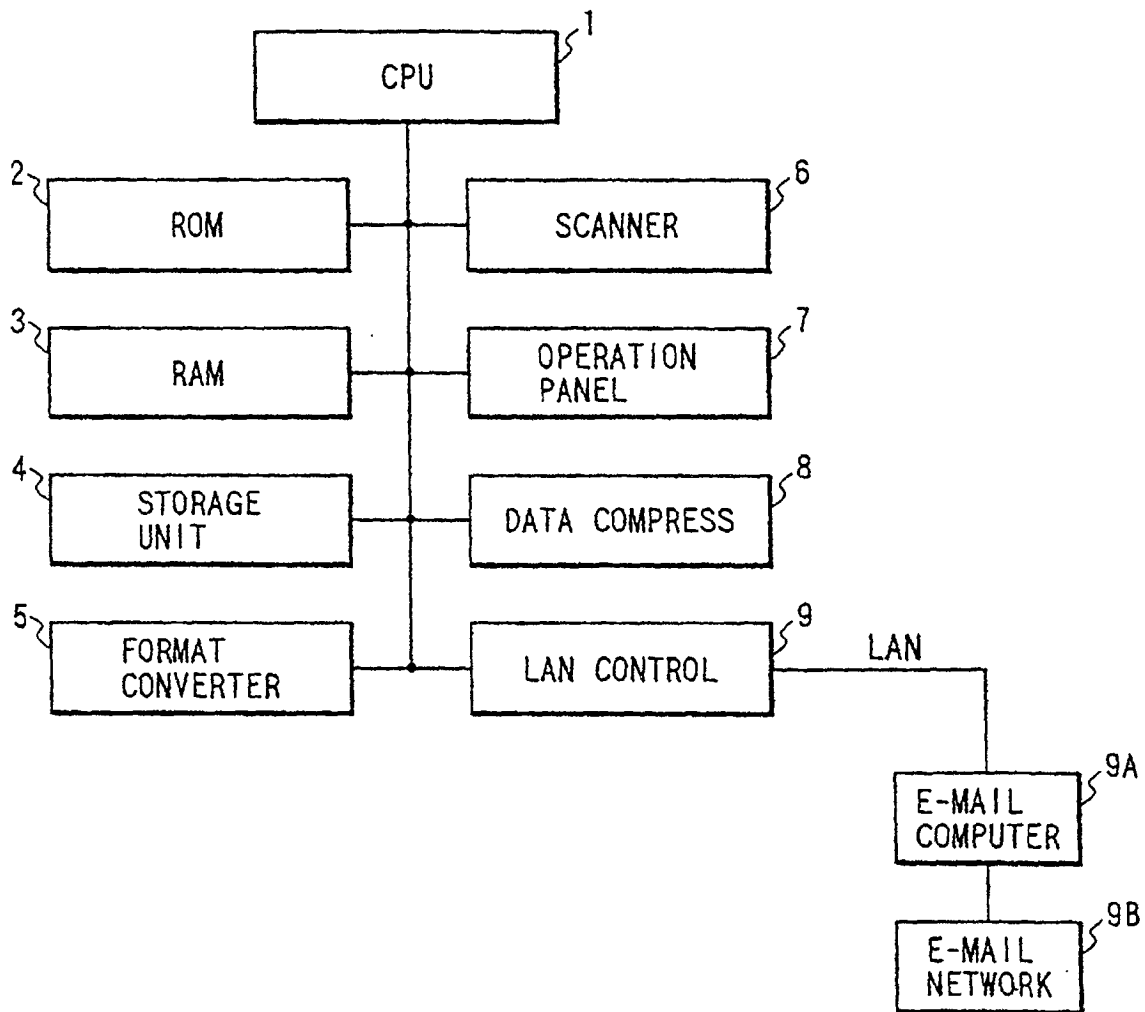 1
CPU
2
ROM
6
SCANNER
3
RAM
7
OPERATION
PANEL
4
STORAGE
UNIT
8
DATA COMPRESS
5
FORMAT
CONVERTER
9
LAN CONTROL
LAN
9A
E-MAIL
COMPUTER
9B
E-MAIL
NETWORK